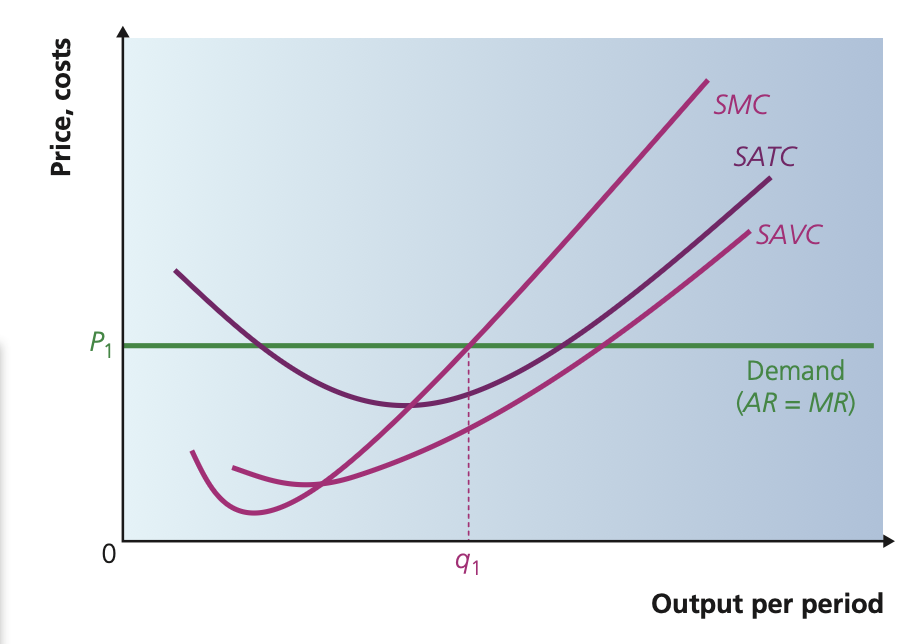 Price, costs
SMC
SATC
SAVC
P₁
Demand
(AR = MR)
0
q₁
Output per period